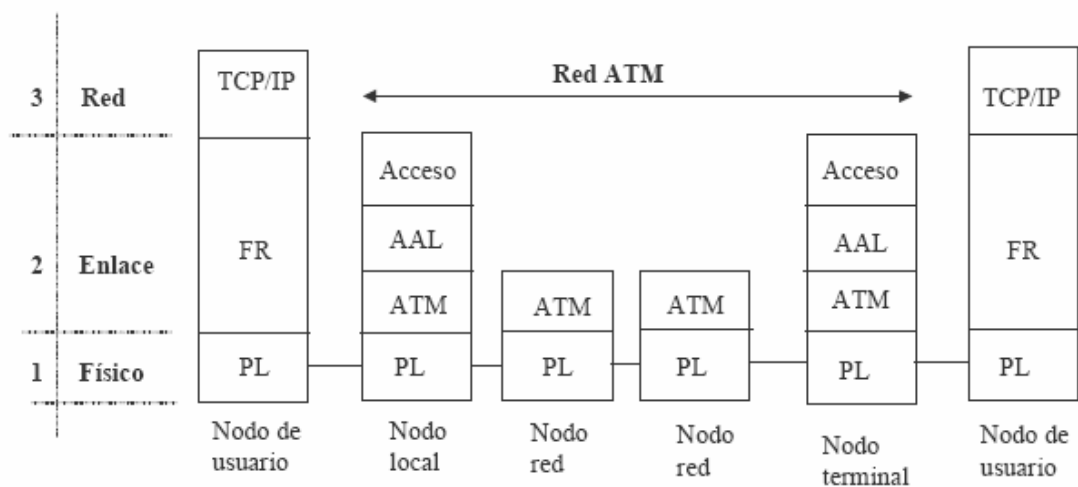 Red ATM
3 Red
TCP/IP
TCP/IP
Acceso
Acceso
2 Enlace
FR
AAL
AAL
FR
ATM
ATM
ATM
ATM
1 Físico
PL
PL
PL
PL
PL
PL
Nodo de
usuario
Nodo
local
Nodo
red
Nodo
red
Nodo
terminal
Nodo de
usuario